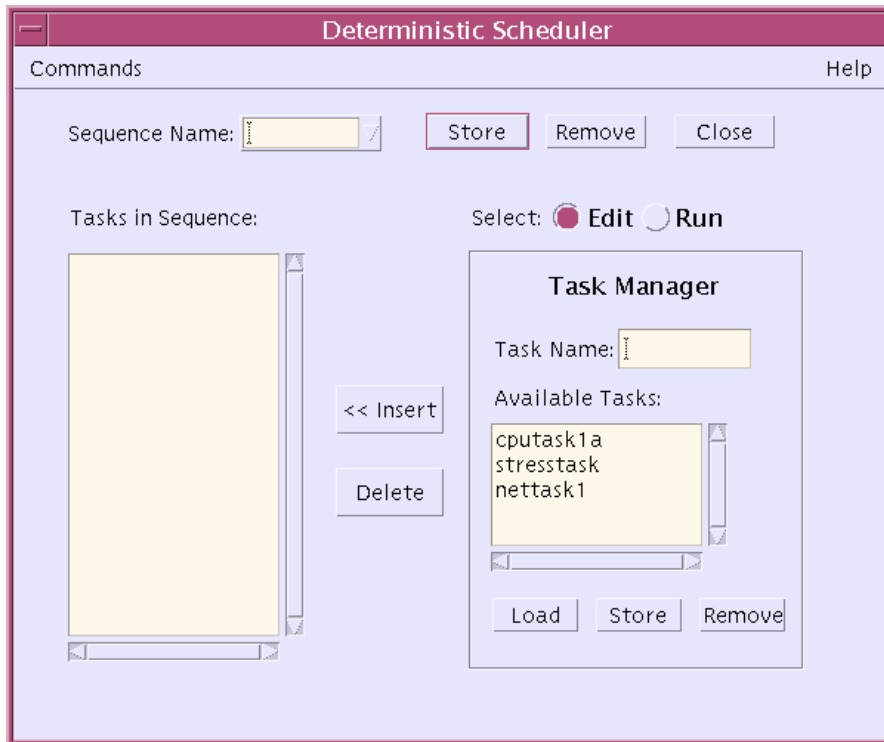 Deterministic Scheduler
Commands Help
Sequence Name: Store Remove Close
Tasks in Sequence: Select: Edit Run
Task Manager
Task Name:
<< Insert
Available Tasks:
cputask1a
stresstask
nettask1
Delete
Load Store Remove